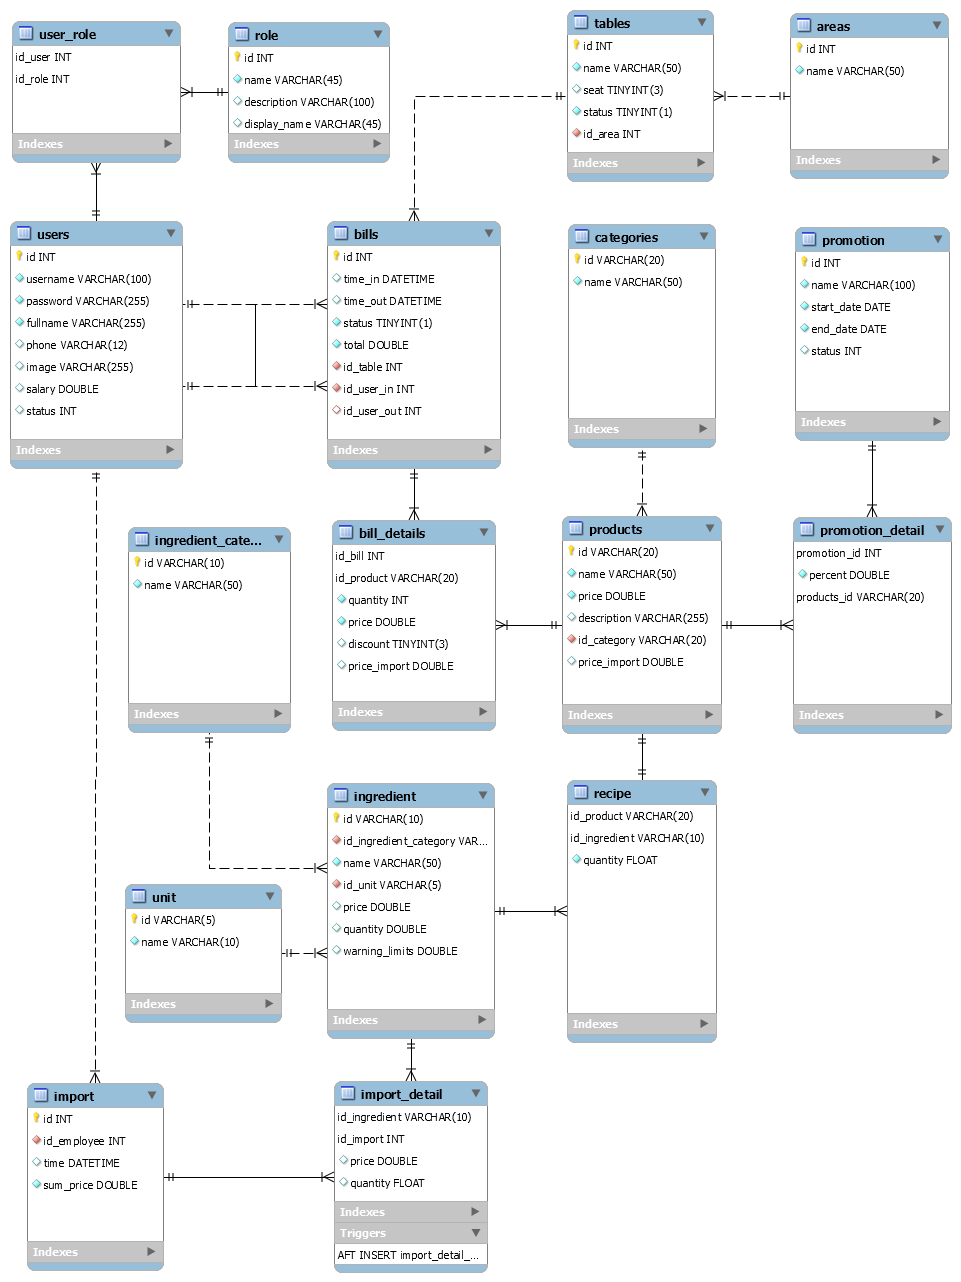 user_role
id_user INT
id_role INT
Indexes
role
id INT
name VARCHAR(45)
description VARCHAR(100)
display_name VARCHAR(45)
Indexes
tables
id INT
name VARCHAR(50)
seat TINYINT(3)
status TINYINT(1)
id_area INT
Indexes
areas
id INT
name VARCHAR(50)
Indexes
users
id INT
username VARCHAR(100)
password VARCHAR(255)
fullname VARCHAR(255)
phone VARCHAR(12)
image VARCHAR(255)
salary DOUBLE
status INT
Indexes
bills
id INT
time_in DATETIME
time_out DATETIME
status TINYINT(1)
total DOUBLE
id_table INT
id_user_in INT
id_user_out INT
Indexes
categories
id VARCHAR(20)
name VARCHAR(50)
Indexes
promotion
id INT
name VARCHAR(100)
start_date DATE
end_date DATE
status INT
Indexes
ingredient_cate...
id VARCHAR(10)
name VARCHAR(50)
Indexes
bill_details
id_bill INT
id_product VARCHAR(20)
quantity INT
price DOUBLE
discount TINYINT(3)
price_import DOUBLE
Indexes
products
id VARCHAR(20)
name VARCHAR(50)
price DOUBLE
description VARCHAR(255)
id_category VARCHAR(20)
price_import DOUBLE
Indexes
promotion_detail
promotion_id INT
percent DOUBLE
products_id VARCHAR(20)
Indexes
ingredient
id VARCHAR(10)
id_ingredient_category VAR...
name VARCHAR(50)
id_unit VARCHAR(5)
price DOUBLE
quantity DOUBLE
warning_limits DOUBLE
Indexes
recipe
id_product VARCHAR(20)
id_ingredient VARCHAR(10)
quantity FLOAT
Indexes
unit
id VARCHAR(5)
name VARCHAR(10)
Indexes
import
id INT
id_employee INT
time DATETIME
sum_price DOUBLE
Indexes
import_detail
id_ingredient VARCHAR(10)
id_import INT
price DOUBLE
quantity FLOAT
Indexes
Triggers
AFT INSERT import_detail_...